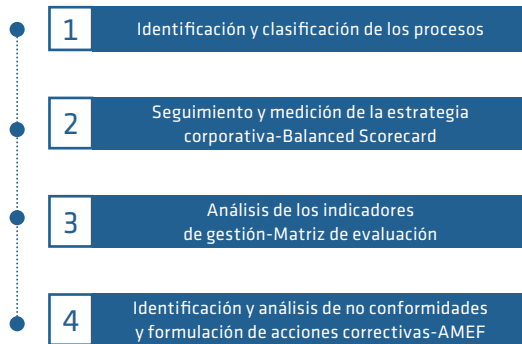 1
Identificación y clasificación de los procesos
2
Seguimiento y medición de la estrategia
corporativa-Balanced Scorecard
3
Análisis de los indicadores
de gestión-Matriz de evaluación
4
Identificación y análisis de no conformidades
y formulación de acciones correctivas-AMEF